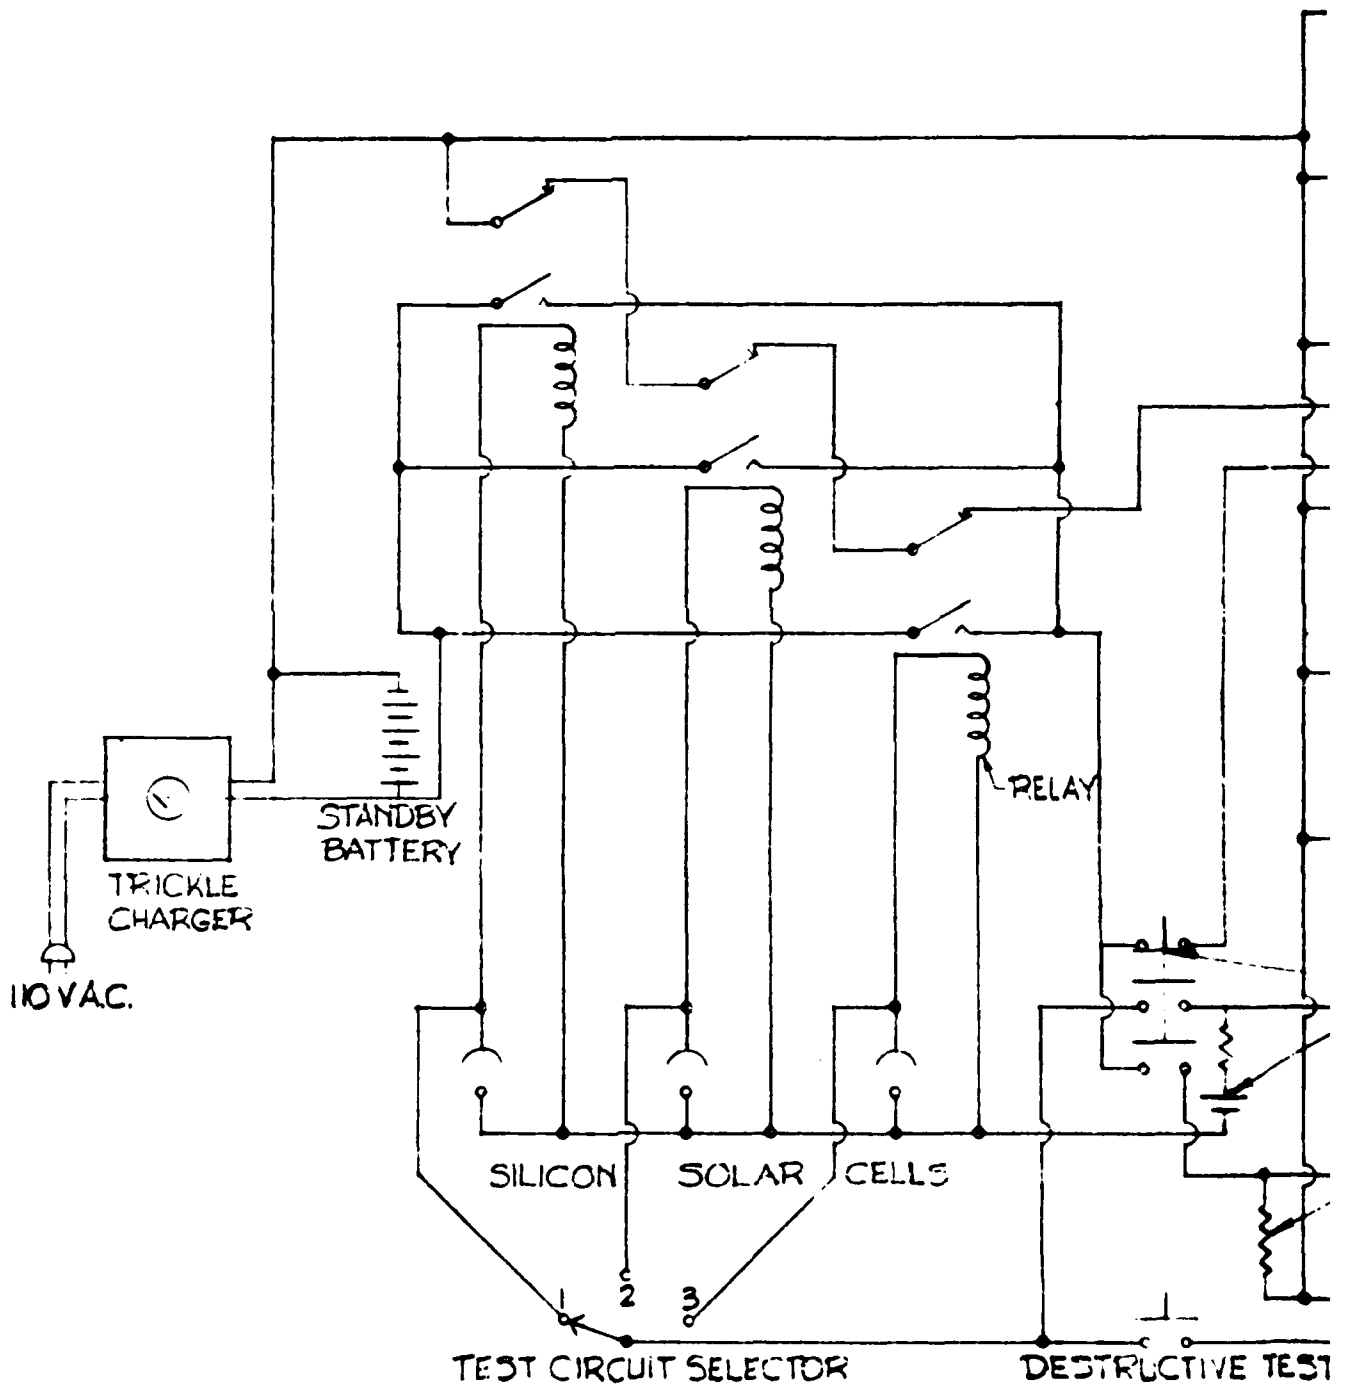 RELAY
STANDBY
BATTERY
TRICKLE
CHARGER
110 V A.C.
SILICON SOLAR CELLS
1 2 3
TEST CIRCUIT SELECTOR
DESTRUCTIVE TEST